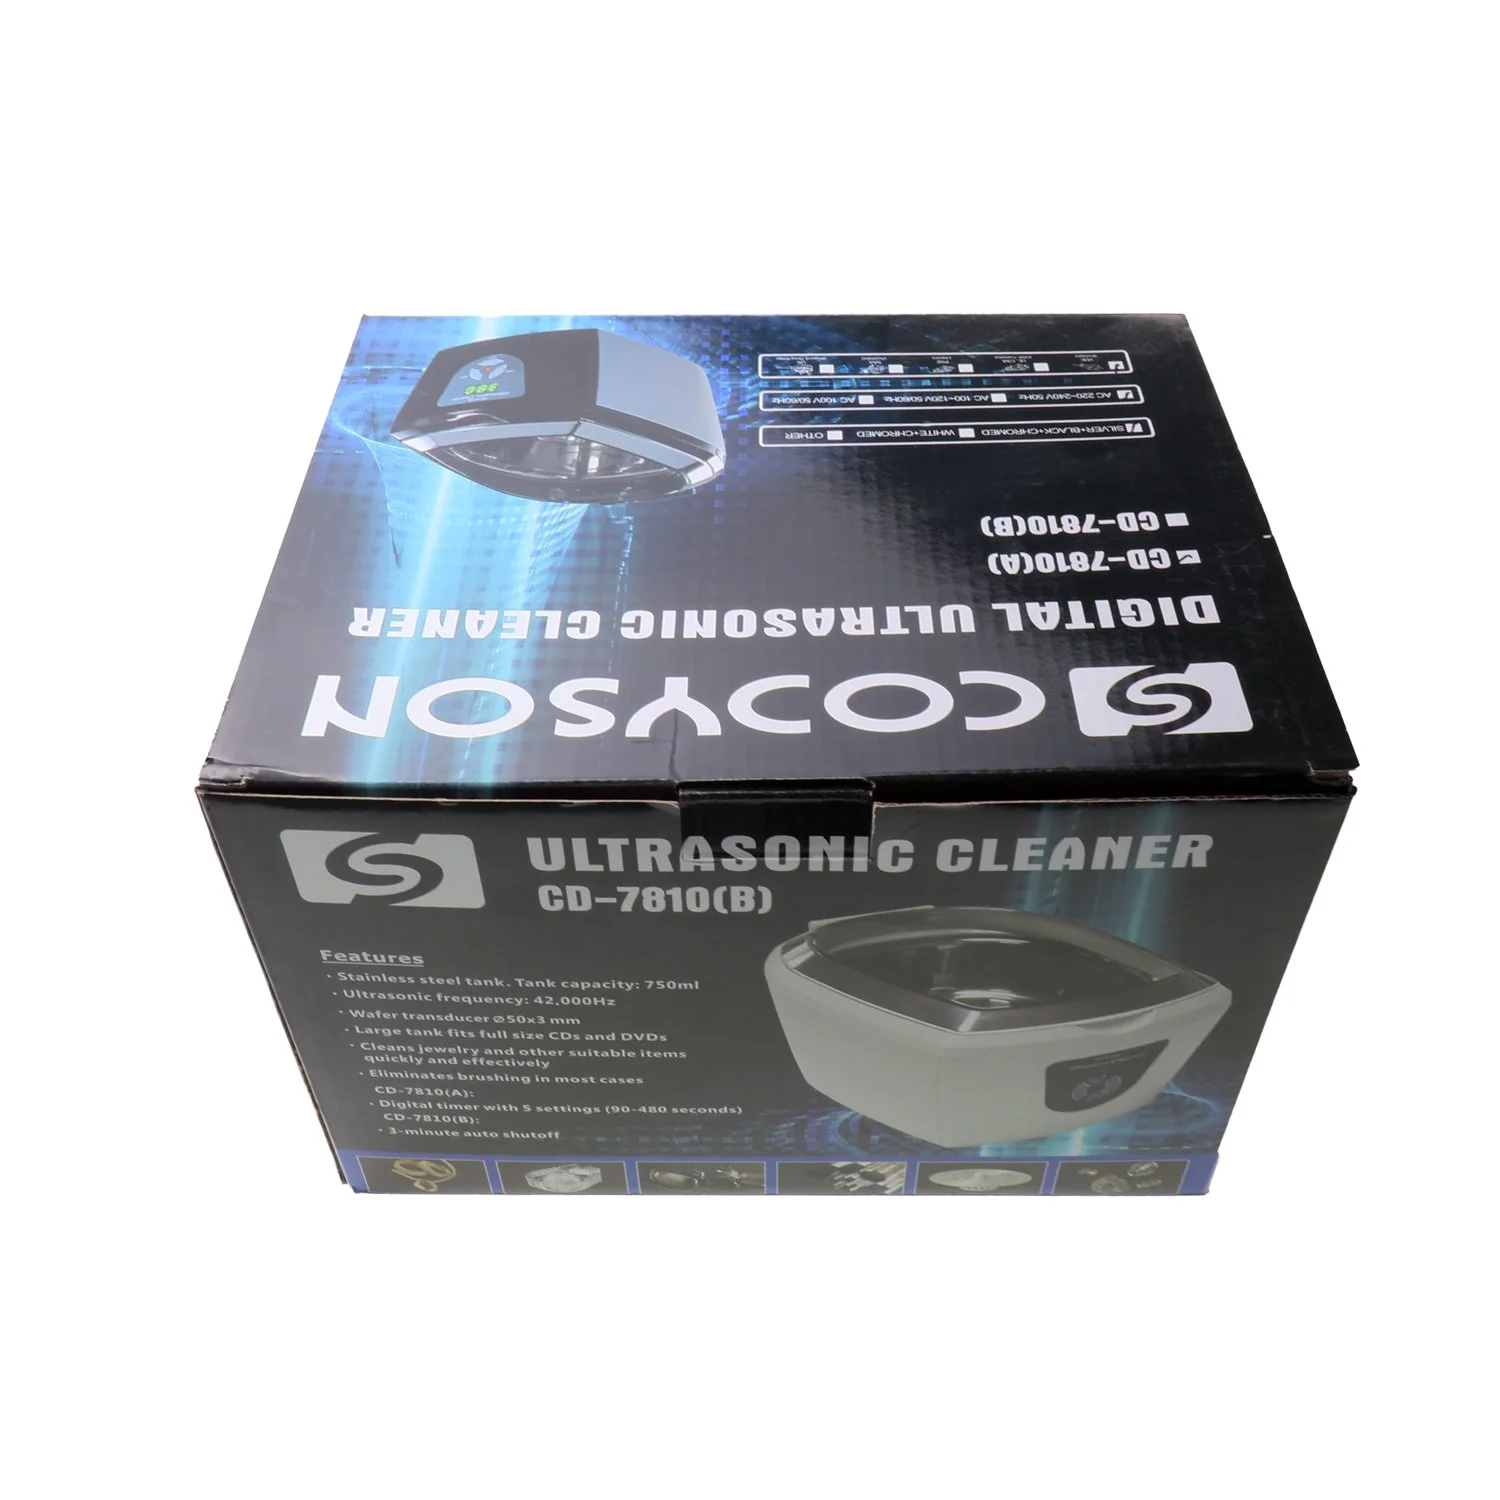 CODYSON
DIGITAL ULTRASONIC CLEANER
CD-7810(A)
CD-7810(B)
SILVER+BLACK+CHROMED WHITE+CHROMED OTHER
AC 220~240V 50Hz AC 100~120V 50/60Hz AC 100V 50/60Hz
ULTRASONIC CLEANER
CD-7810(B)
Features
· Stainless steel tank. Tank capacity: 750ml
· Ultrasonic frequency: 42,000Hz
· Wafer transducer ⌀50x3 mm
· Large tank fits full size CDs and DVDs
· Cleans jewelry and other suitable items
quickly and effectively
· Eliminates brushing in most cases
CD-7810(A):
· Digital timer with 5 settings (90-480 seconds)
CD-7810(B):
· 3-minute auto shutoff